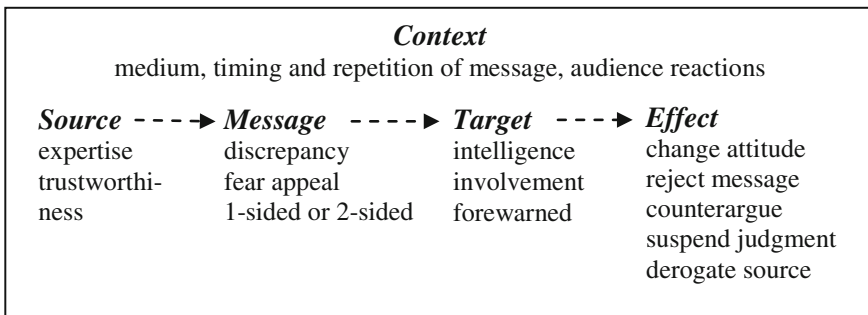 Context
medium, timing and repetition of message, audience reactions
Source Message Target Effect
expertise discrepancy intelligence change attitude
trustworthi- fear appeal involvement reject message
ness 1-sided or 2-sided forewarned counterargue
suspend judgment
derogate source